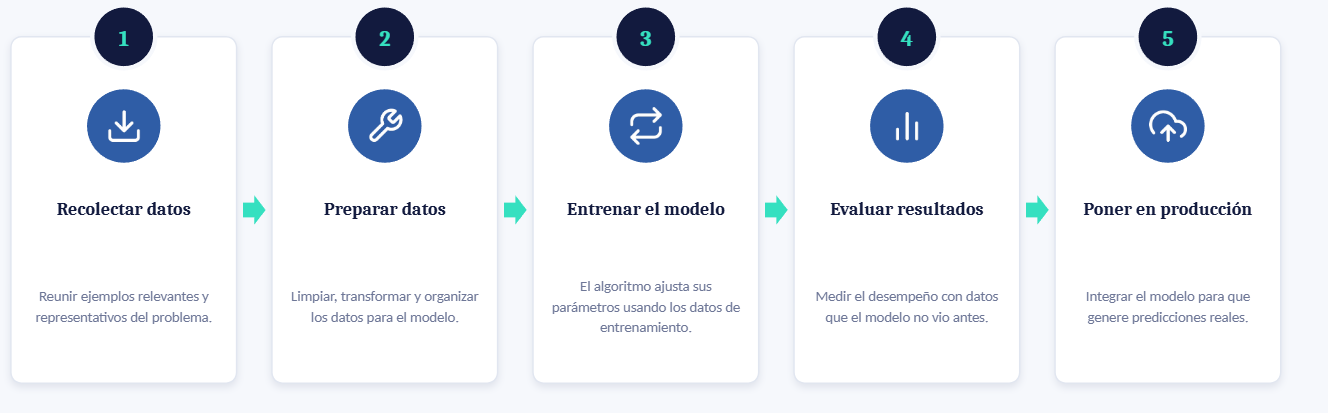 1
Recolectar datos
Reunir ejemplos relevantes y
representativos del problema.
2
Preparar datos
Limpiar, transformar y organizar
los datos para el modelo.
3
Entrenar el modelo
El algoritmo ajusta sus
parámetros usando los datos de
entrenamiento.
4
Evaluar resultados
Medir el desempeño con datos
que el modelo no vio antes.
5
Poner en producción
Integrar el modelo para que
genere predicciones reales.